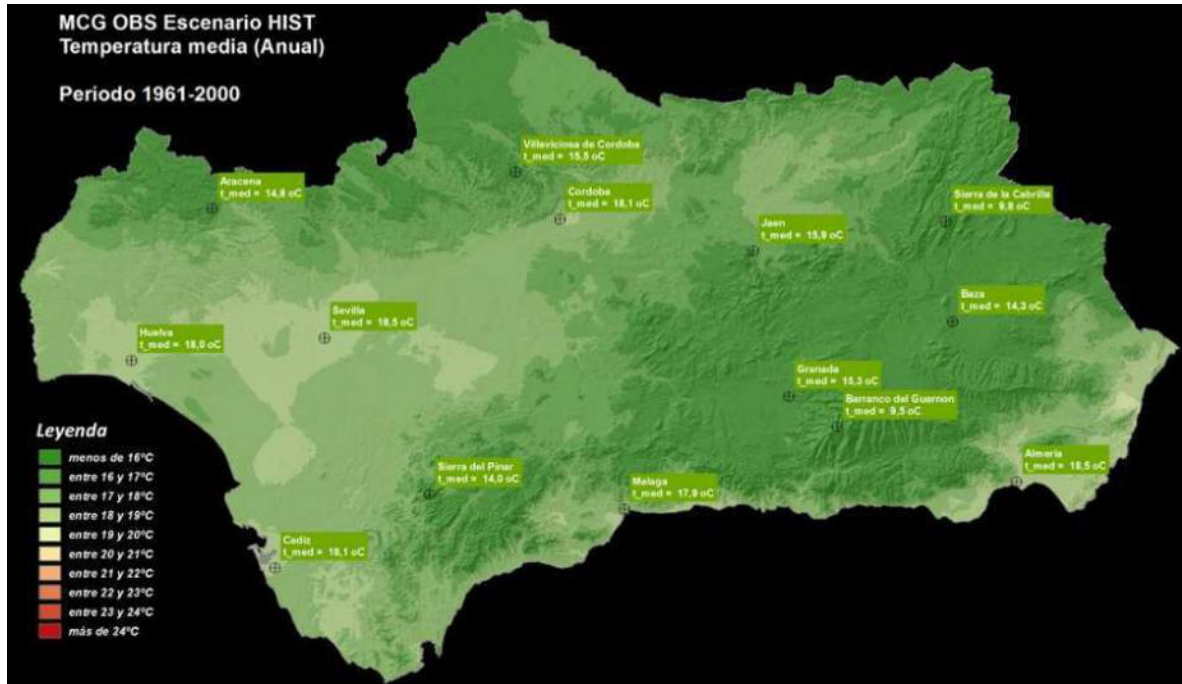 MCG OBS Escenario HIST
Temperatura media (Anual)
Periodo 1961-2000
Villaviciosa de Cordoba
t_med = 15,5 oC
Aracena
t_med = 14,9 oC
Cordoba
t_med = 18,1 oC
Sierra de la Cabrilla
t_med = 9,8 oC
Jaen
t_med = 15,9 oC
Baza
t_med = 14,3 oC
Sevilla
t_med = 18,5 oC
Huelva
t_med = 18,0 oC
Granada
t_med = 15,3 oC
Barranco del Guarnon
t_med = 9,5 oC
Almeria
t_med = 18,5 oC
Sierra del Pinar
t_med = 14,0 oC
Malaga
t_med = 17,9 oC
Cadiz
t_med = 18,1 oC
Leyenda
menos de 16ºC
entre 16 y 17ºC
entre 17 y 18ºC
entre 18 y 19ºC
entre 19 y 20ºC
entre 20 y 21ºC
entre 21 y 22ºC
entre 22 y 23ºC
entre 23 y 24ºC
más de 24ºC